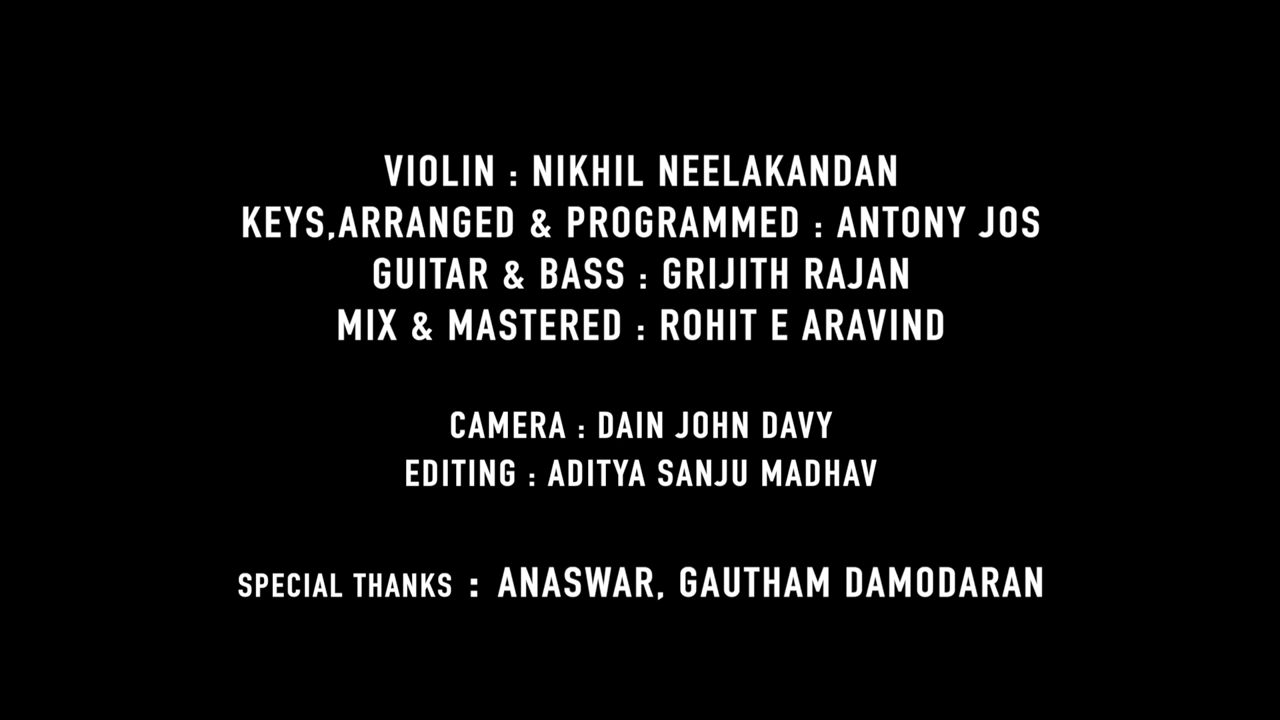 VIOLIN : NIKHIL NEELAKANDAN
KEYS,ARRANGED & PROGRAMMED : ANTONY JOS
GUITAR & BASS : GRIJITH RAJAN
MIX & MASTERED : ROHIT E ARAVIND
CAMERA : DAIN JOHN DAVY
EDITING : ADITYA SANJU MADHAV
SPECIAL THANKS : ANASWAR, GAUTHAM DAMODARAN